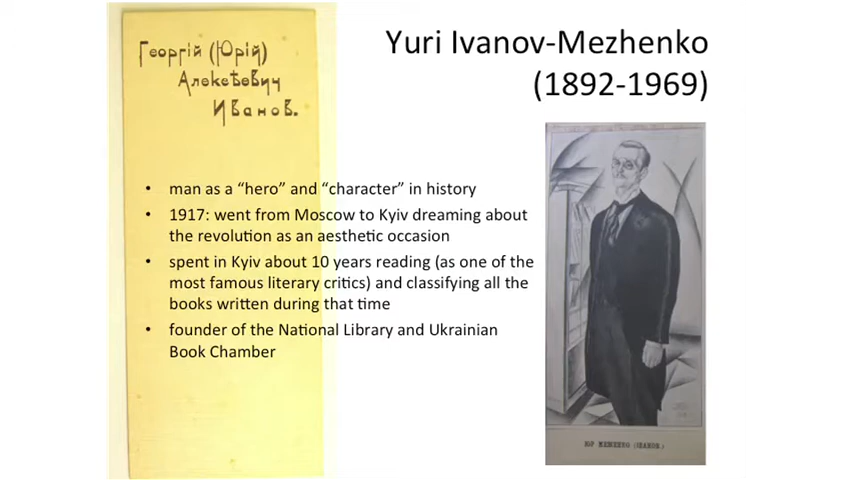 Георгій (Юрій)
Алексѣевич
Иванов.
Yuri Ivanov-Mezhenko
(1892-1969)
• man as a “hero” and “character” in history
• 1917: went from Moscow to Kyiv dreaming about
the revolution as an aesthetic occasion
• spent in Kyiv about 10 years reading (as one of the
most famous literary critics) and classifying all the
books written during that time
• founder of the National Library and Ukrainian
Book Chamber
ЮР МЕЖЕНКО (ІВАНОВ.)